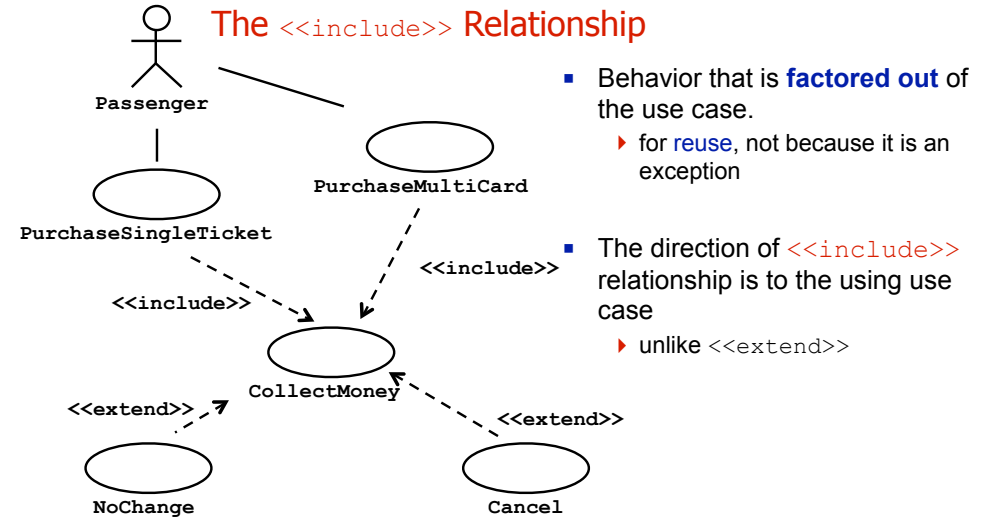 The <<include>> Relationship
Passenger
PurchaseMultiCard
PurchaseSingleTicket
<<include>>
<<include>>
CollectMoney
<<extend>>
<<extend>>
NoChange
Cancel
▪ Behavior that is factored out of
the use case.
‣ for reuse, not because it is an
exception
▪ The direction of <<include>>
relationship is to the using use
case
‣ unlike <<extend>>